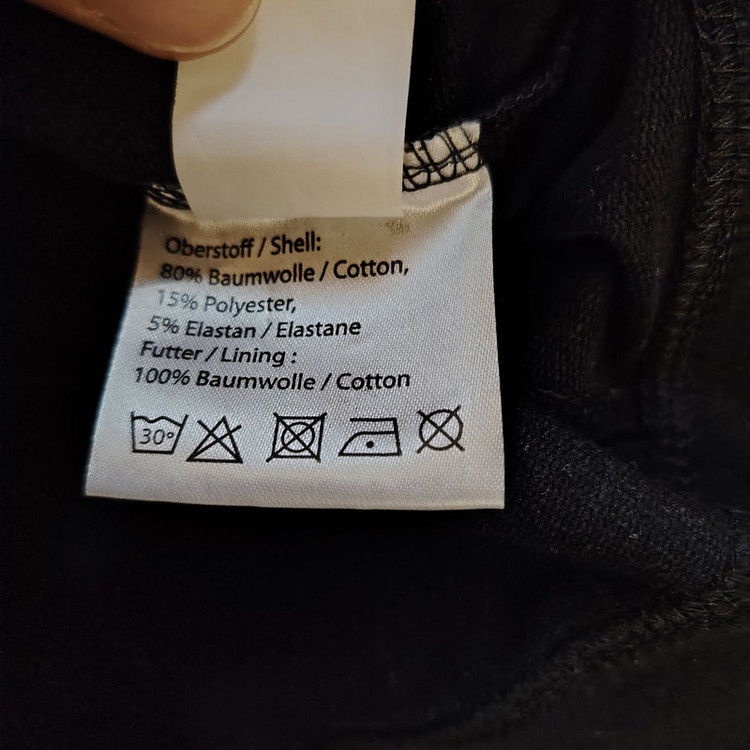 Oberstoff / Shell:
80% Baumwolle / Cotton,
15% Polyester,
5% Elastan / Elastane
Futter / Lining :
100% Baumwolle / Cotton
30°